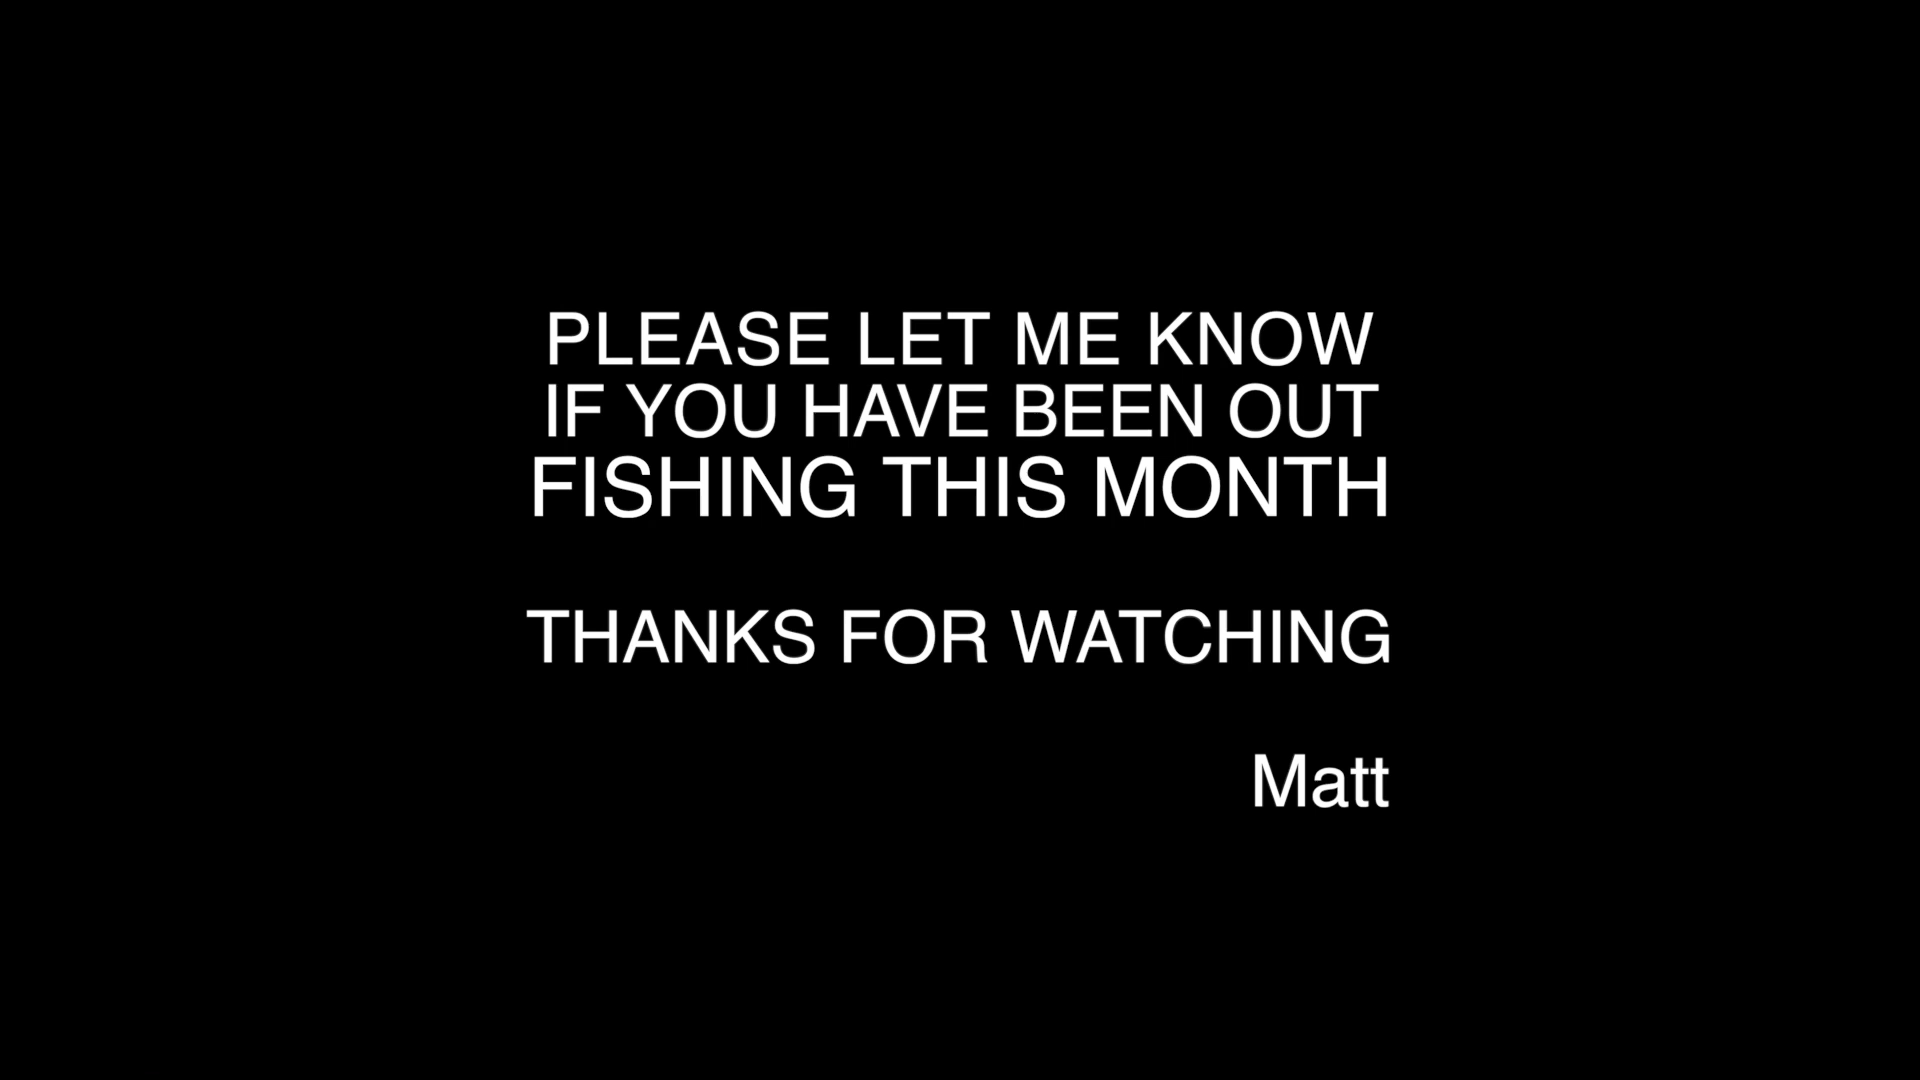 PLEASE LET ME KNOW
IF YOU HAVE BEEN OUT
FISHING THIS MONTH
THANKS FOR WATCHING
Matt